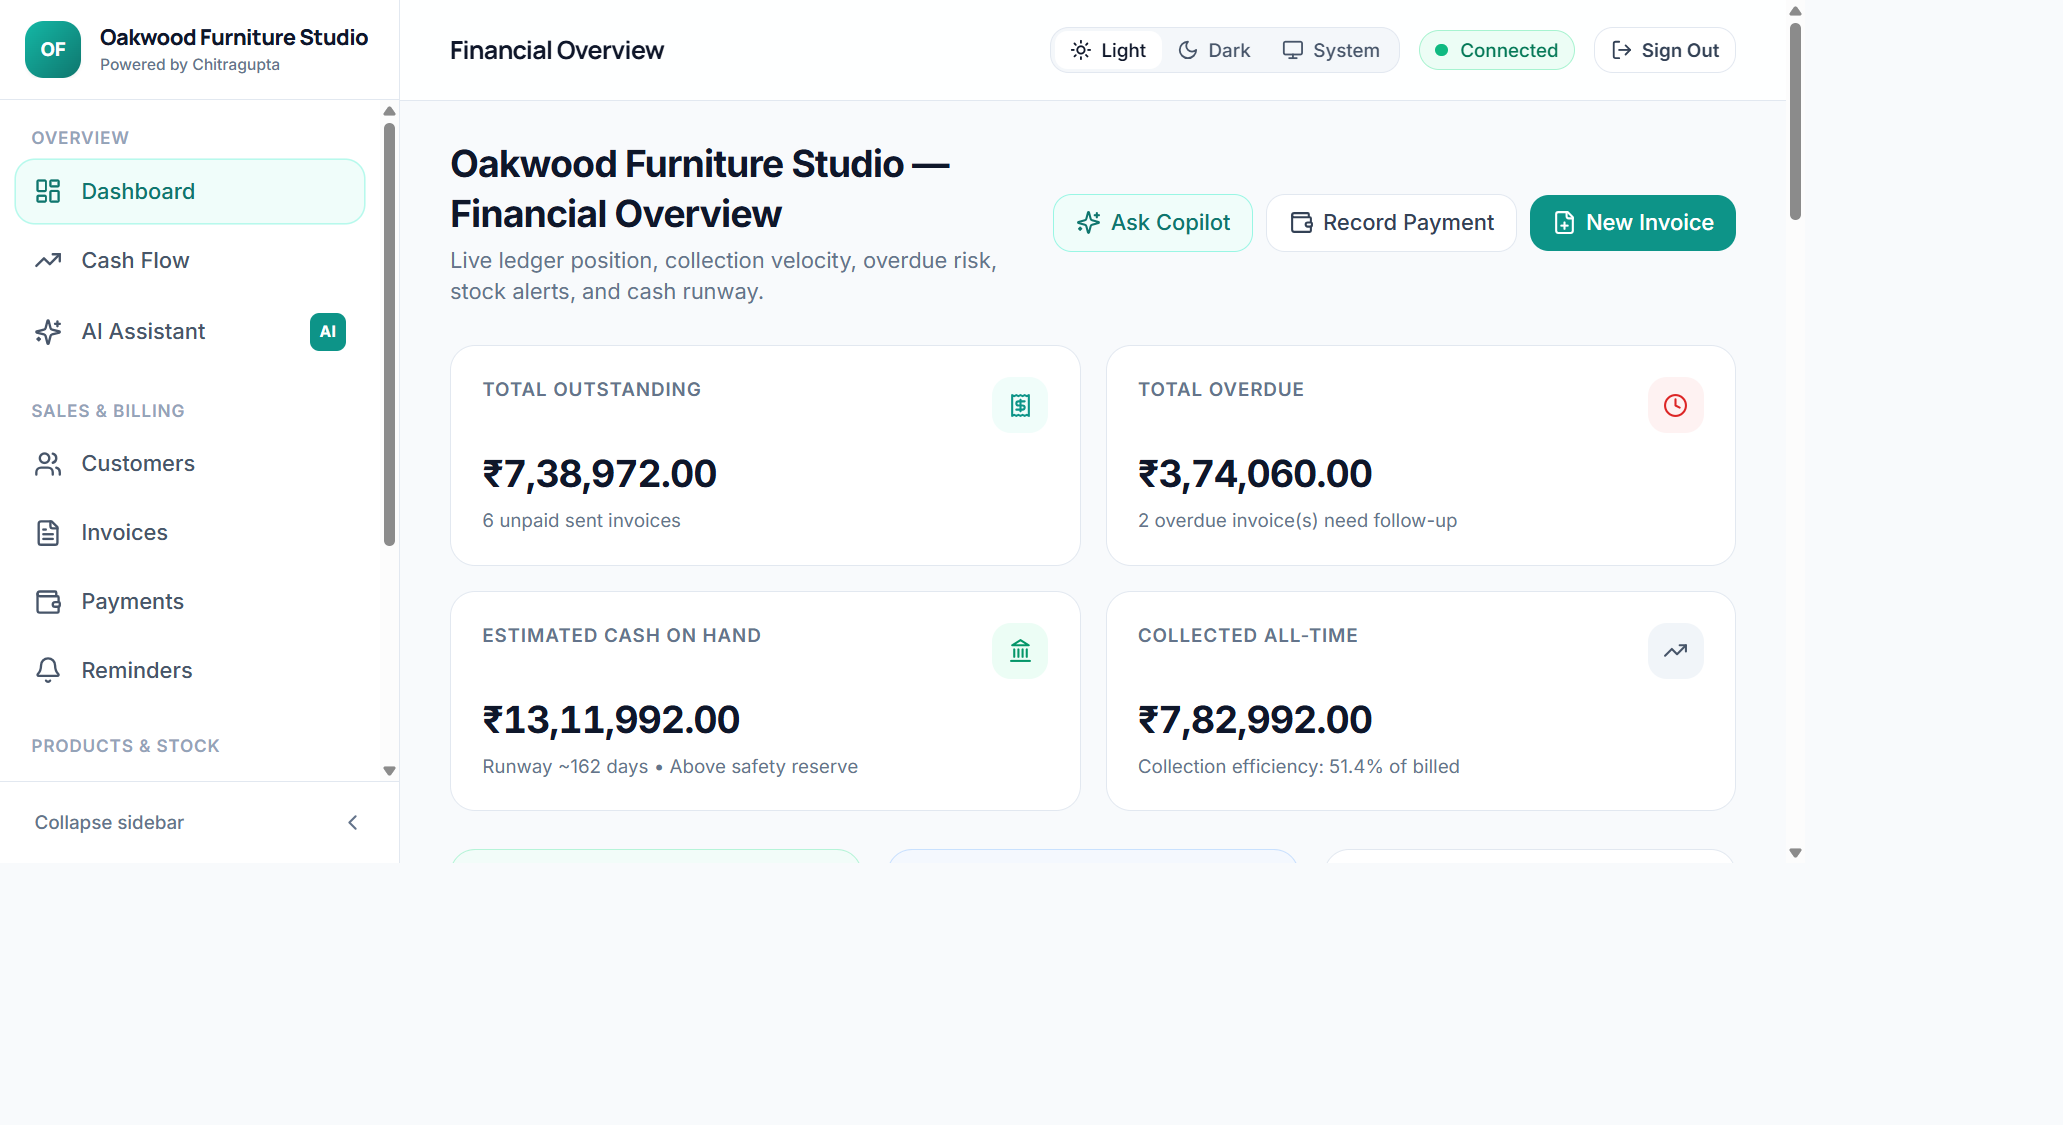 OF
Oakwood Furniture Studio
Powered by Chitragupta
OVERVIEW
Dashboard
Cash Flow
AI Assistant
AI
SALES & BILLING
Customers
Invoices
Payments
Reminders
PRODUCTS & STOCK
Collapse sidebar
Financial Overview
Light
Dark
System
Connected
Sign Out
Oakwood Furniture Studio —
Financial Overview
Live ledger position, collection velocity, overdue risk,
stock alerts, and cash runway.
Ask Copilot
Record Payment
New Invoice
TOTAL OUTSTANDING
₹7,38,972.00
6 unpaid sent invoices
TOTAL OVERDUE
₹3,74,060.00
2 overdue invoice(s) need follow-up
ESTIMATED CASH ON HAND
₹13,11,992.00
Runway ~162 days • Above safety reserve
COLLECTED ALL-TIME
₹7,82,992.00
Collection efficiency: 51.4% of billed